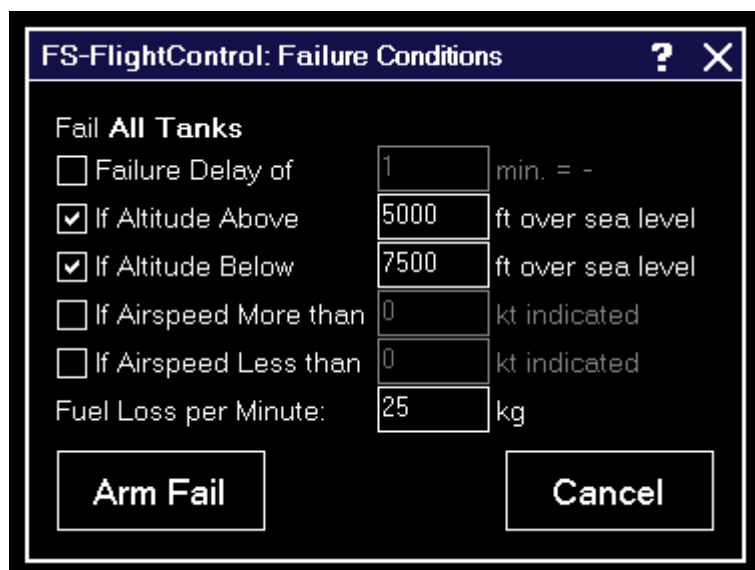 FS-FlightControl: Failure Conditions ? X
Fail All Tanks
Failure Delay of 1 min. = -
If Altitude Above 5000 ft over sea level
If Altitude Below 7500 ft over sea level
If Airspeed More than 0 kt indicated
If Airspeed Less than 0 kt indicated
Fuel Loss per Minute: 25 kg
Arm Fail Cancel